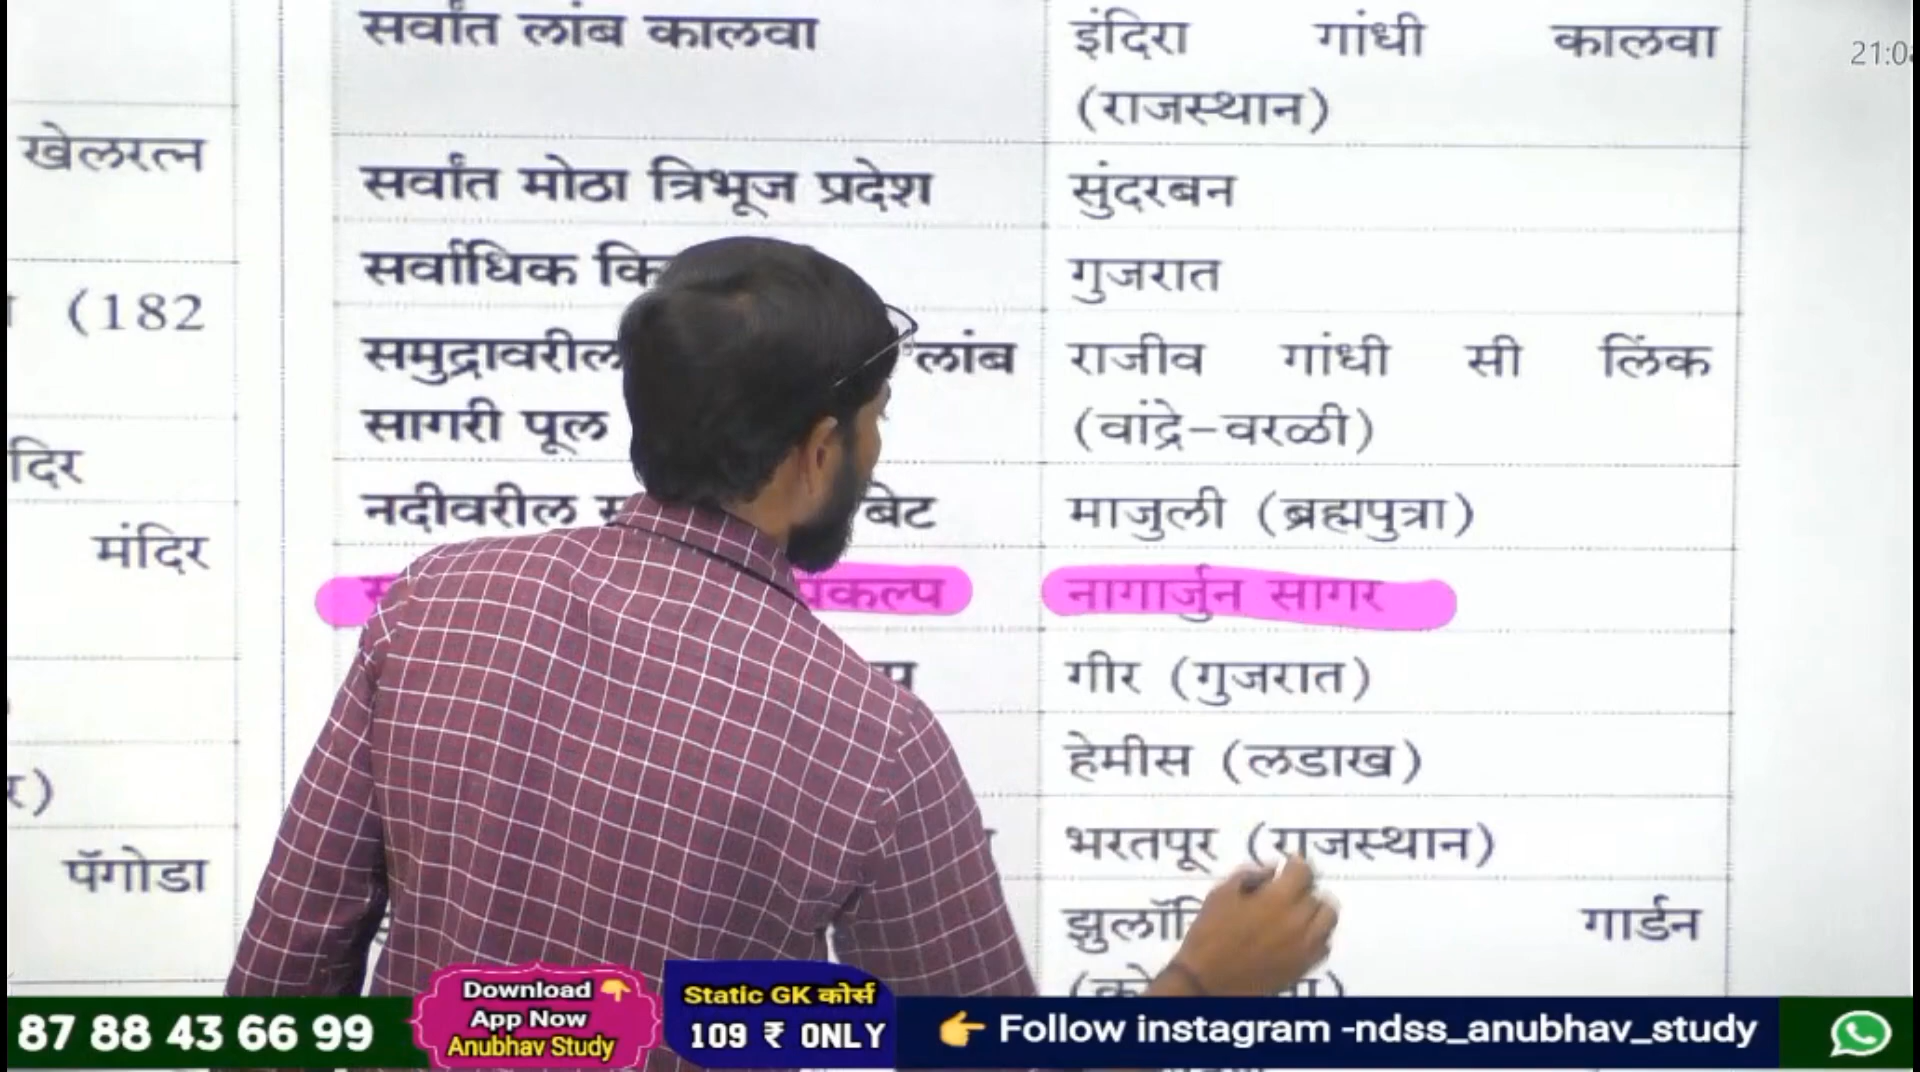 सर्वांत लांब कालवा
इंदिरा गांधी कालवा
(राजस्थान)
21:0
खेलरत्न
सर्वांत मोठा त्रिभूज प्रदेश
सुंदरबन
सर्वाधिक
गुजरात
(182
समुद्रावरील लांब
सागरी पूल
राजीव गांधी सी लिंक
(वांद्रे-वरळी)
दिर
नदीवरील बेट
माजुली (ब्रह्मपुत्रा)
मंदिर
नागार्जुन सागर
गीर (गुजरात)
हेमीस (लडाख)
भरतपूर (राजस्थान)
पॅगोडा
गार्डन
87 88 43 66 99
Download 👇
App Now
Anubhav Study
Static GK कोर्स
109 ₹ ONLY
👉 Follow instagram -ndss_anubhav_study